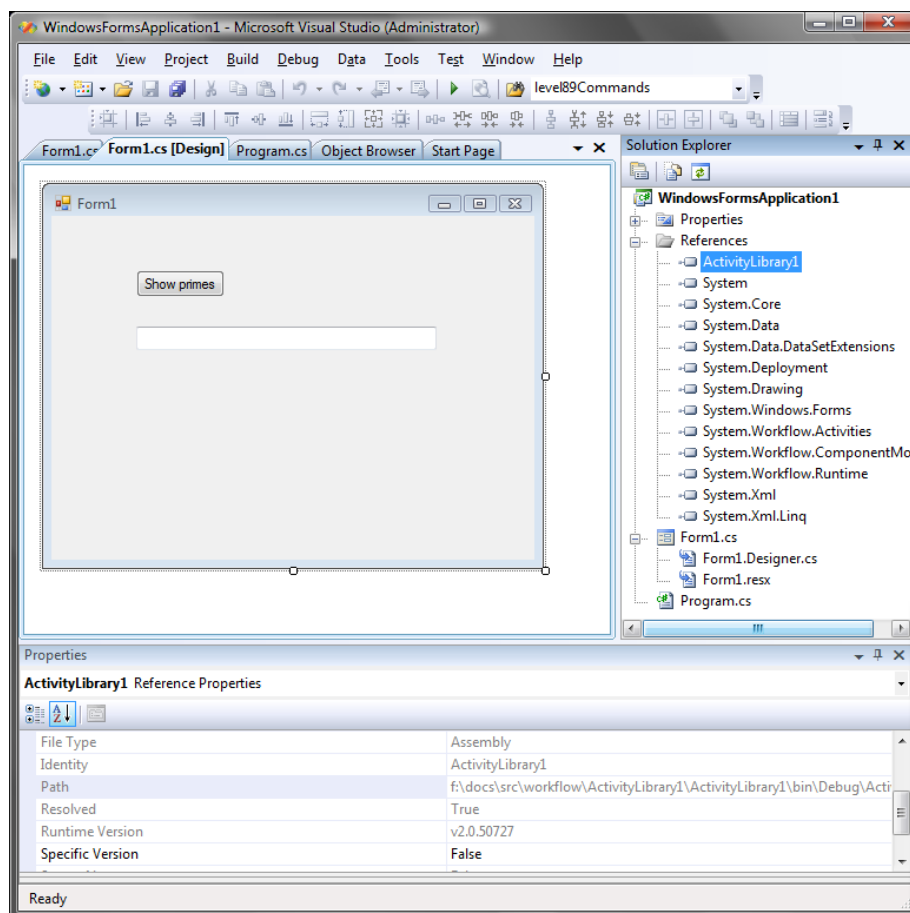 WindowsFormsApplication1 - Microsoft Visual Studio (Administrator)
File Edit View Project Build Debug Data Tools Test Window Help
level89Commands
Form1.cs Form1.cs [Design] Program.cs Object Browser Start Page
Form1
Show primes
Solution Explorer
WindowsFormsApplication1
Properties
References
ActivityLibrary1
System
System.Core
System.Data
System.Data.DataSetExtensions
System.Deployment
System.Drawing
System.Windows.Forms
System.Workflow.Activities
System.Workflow.ComponentMo
System.Workflow.Runtime
System.Xml
System.Xml.Linq
Form1.cs
Form1.Designer.cs
Form1.resx
Program.cs
Properties
ActivityLibrary1 Reference Properties
File Type Assembly
Identity ActivityLibrary1
Path f:\docs\src\workflow\ActivityLibrary1\ActivityLibrary1\bin\Debug\Acti
Resolved True
Runtime Version v2.0.50727
Specific Version False
Ready